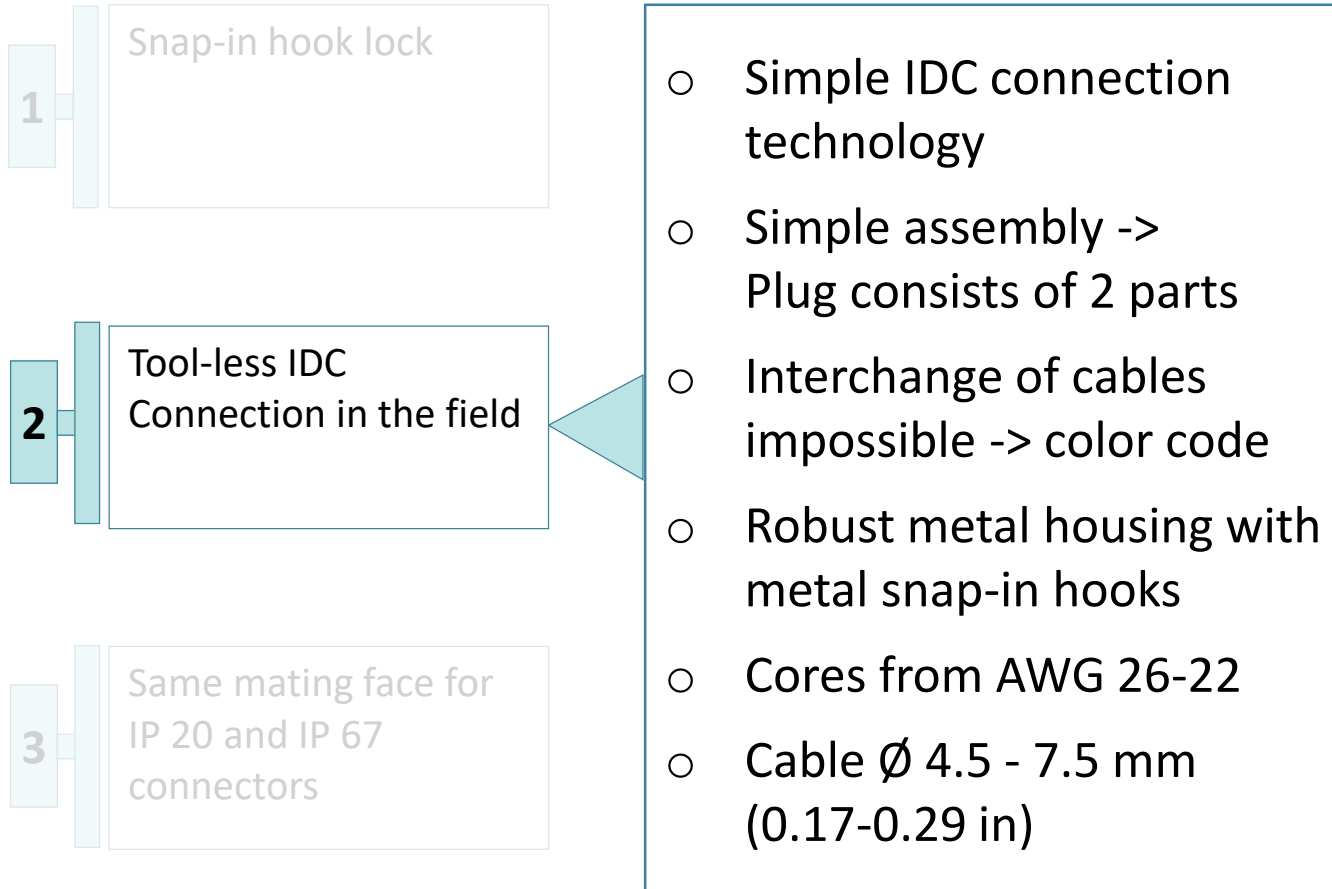 1
Snap-in hook lock
2
Tool-less IDC
Connection in the field
3
Same mating face for
IP 20 and IP 67
connectors
○ Simple IDC connection
technology
○ Simple assembly ->
Plug consists of 2 parts
○ Interchange of cables
impossible -> color code
○ Robust metal housing with
metal snap-in hooks
○ Cores from AWG 26-22
○ Cable Ø 4.5 - 7.5 mm
(0.17-0.29 in)